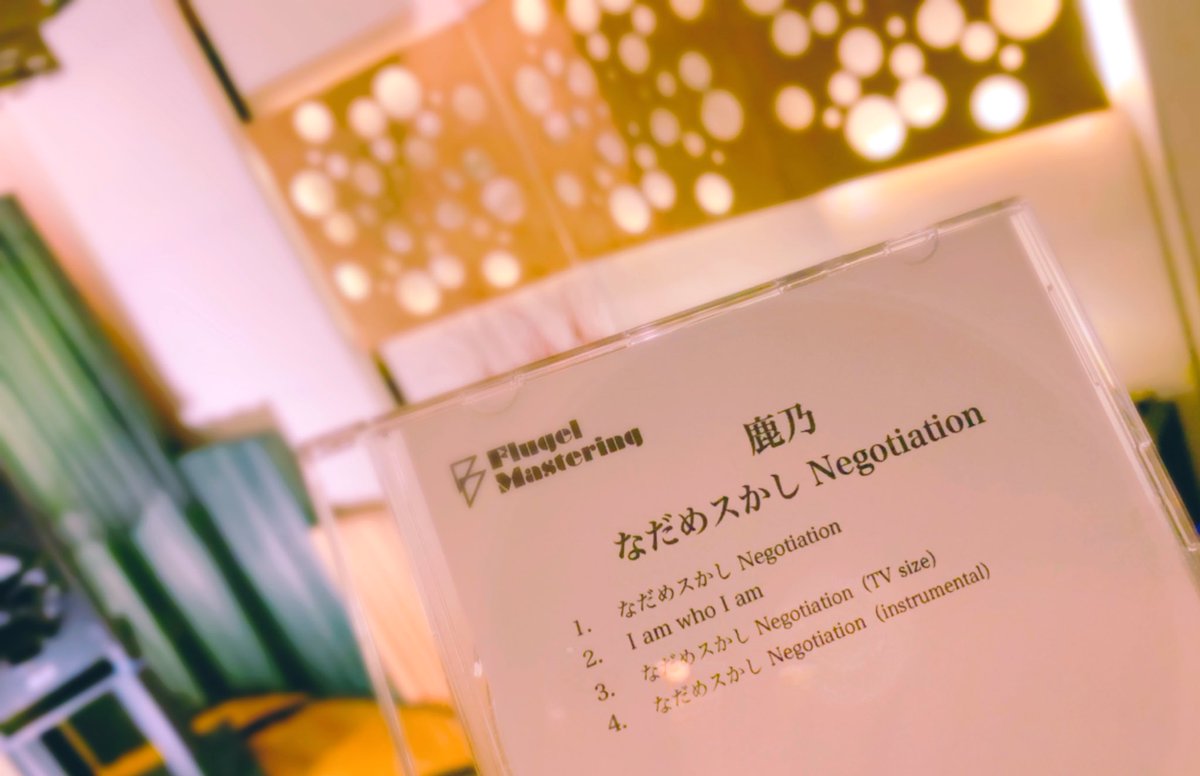 Flugel
Mastering
鹿乃
なだめスかし Negotiation
1. なだめスかし Negotiation
2. I am who I am
3. なだめスかし Negotiation (TV size)
4. なだめスかし Negotiation (instrumental)